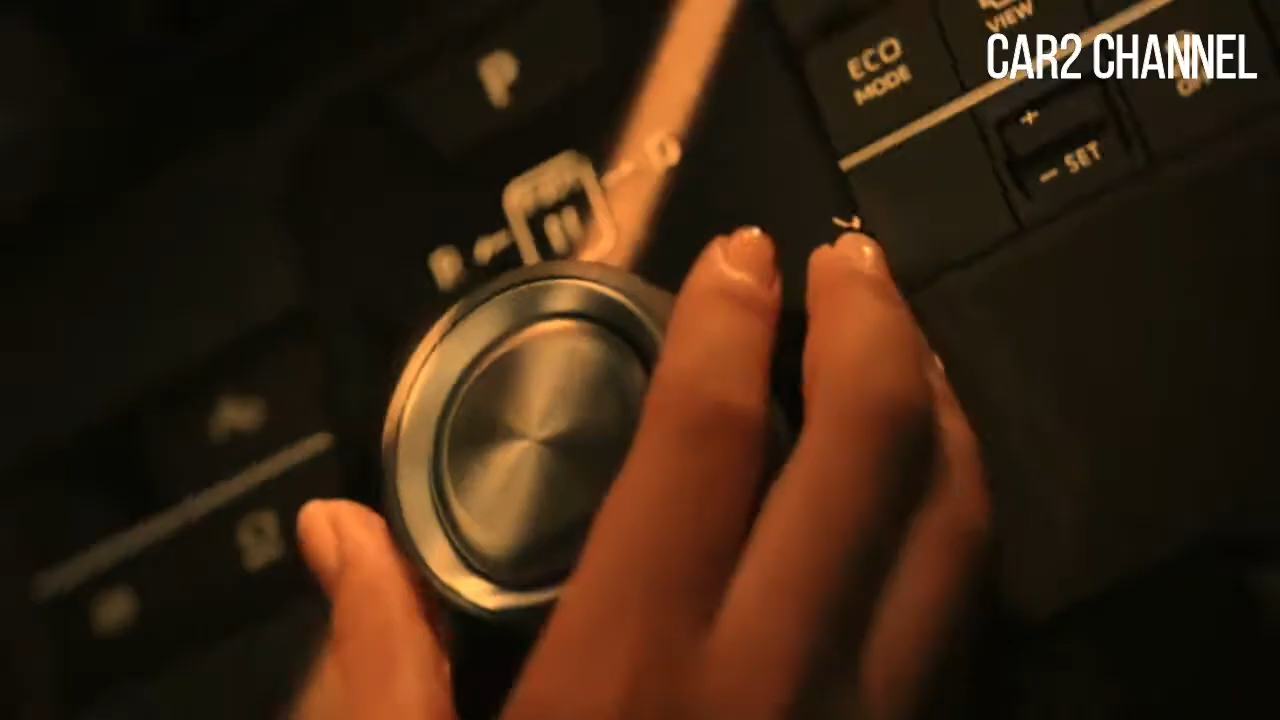 CAR2 CHANNEL
VIEW
ECO
MODE
P
D
+
− SET